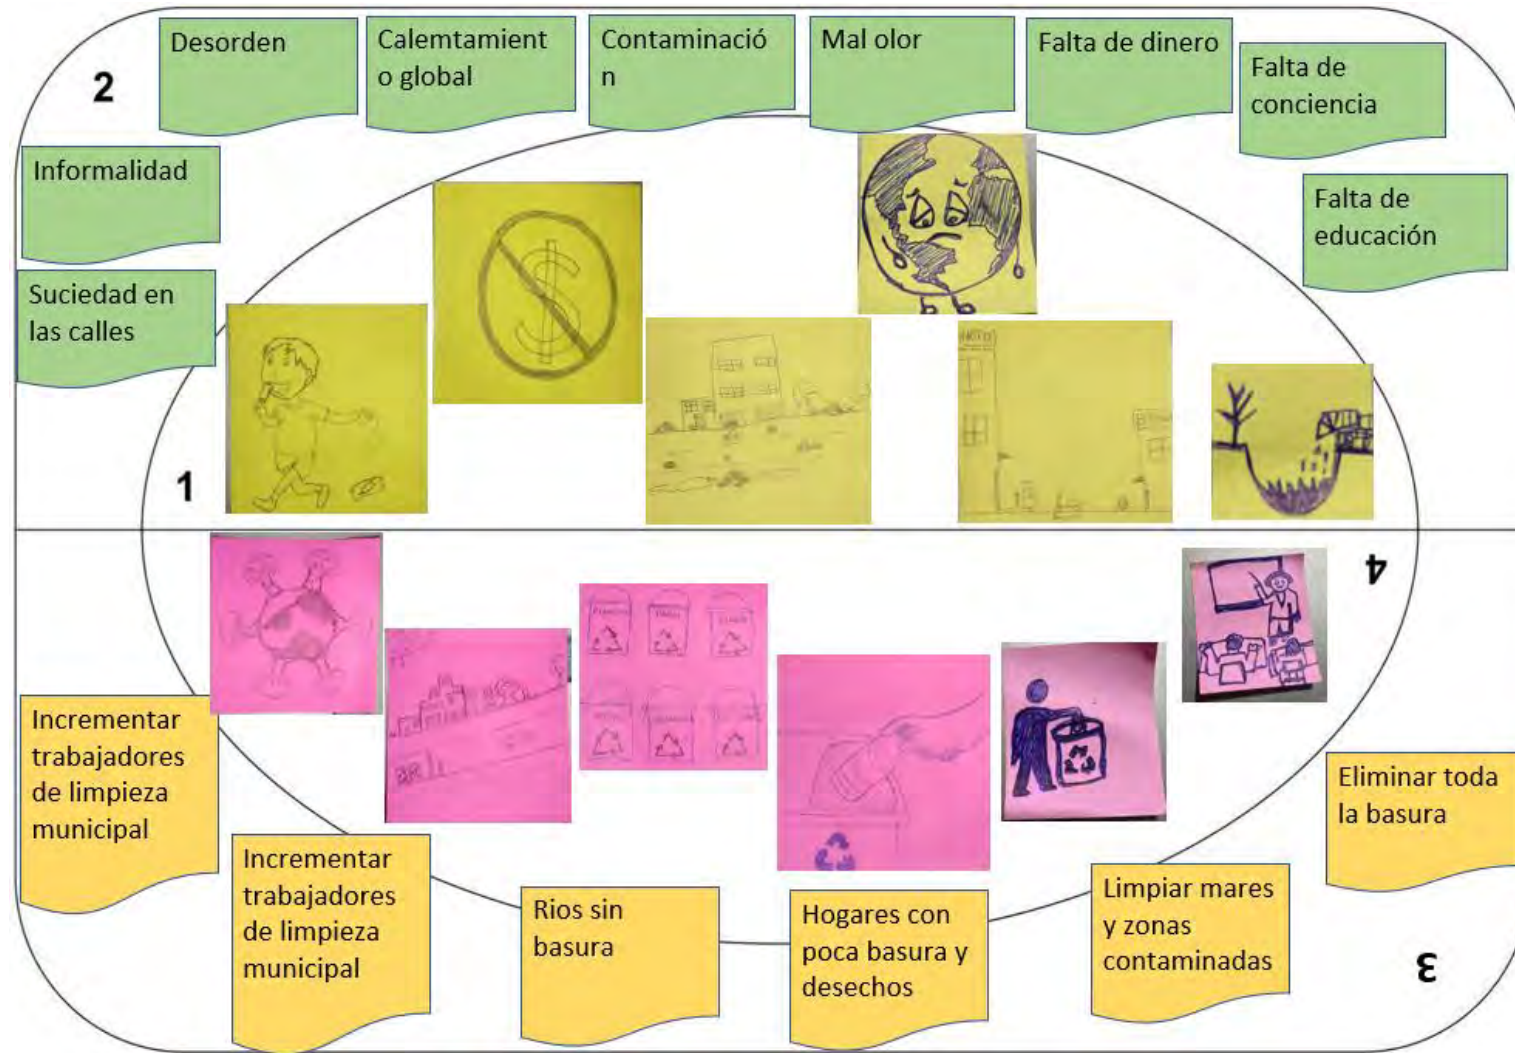 2
Desorden
Calemtamient
o global
Contaminació
n
Mal olor
Falta de dinero
Falta de
conciencia
Informalidad
Falta de
educación
Suciedad en
las calles
$
1
4
Incrementar
trabajadores
de limpieza
municipal
Incrementar
trabajadores
de limpieza
municipal
Rios sin
basura
Hogares con
poca basura y
desechos
Limpiar mares
y zonas
contaminadas
Eliminar toda
la basura
3